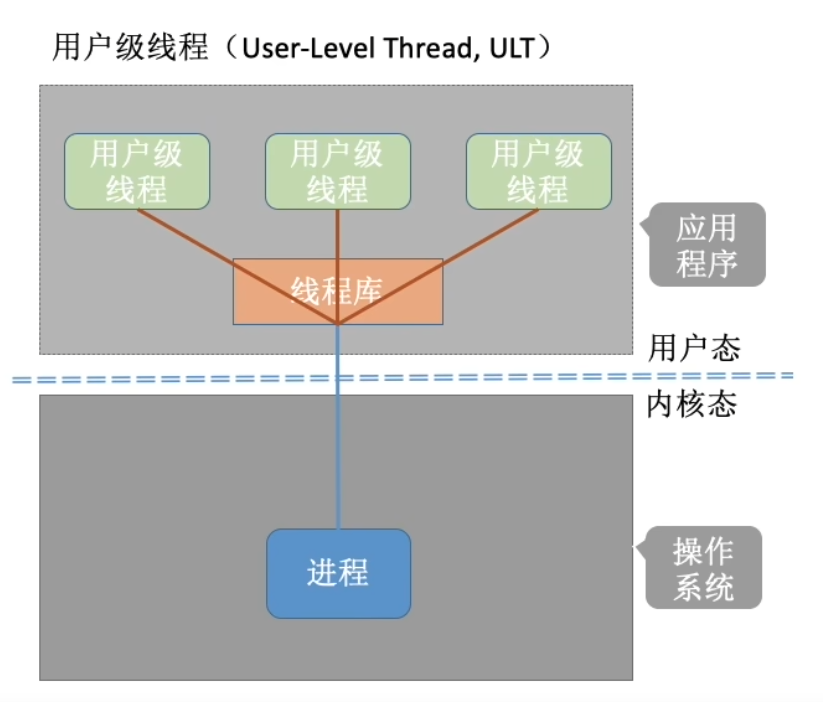 用户级线程（User-Level Thread, ULT）
用户级
线程
用户级
线程
用户级
线程
应用
程序
线程库
用户态
内核态
进程
操作
系统